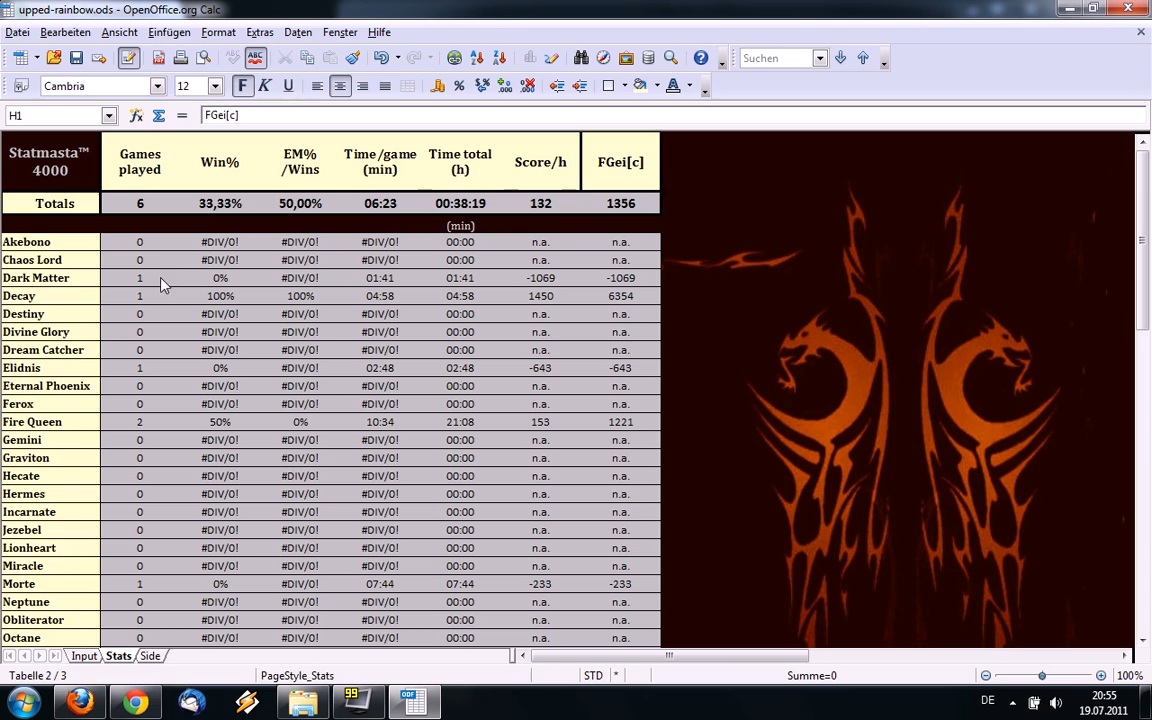 upped-rainbow.ods - OpenOffice.org Calc
Datei Bearbeiten Ansicht Einfügen Format Extras Daten Fenster Hilfe
Suchen
Cambria 12 F K U
H1 FGei[c]
Statmasta™ 4000 Games played Win% EM% /Wins Time/game (min) Time total (h) Score/h FGei[c]
Totals 6 33,33% 50,00% 06:23 00:38:19 132 1356
(min)
Akebono 0 #DIV/0! #DIV/0! #DIV/0! 00:00 n.a. n.a.
Chaos Lord 0 #DIV/0! #DIV/0! #DIV/0! 00:00 n.a. n.a.
Dark Matter 1 0% #DIV/0! 01:41 01:41 -1069 -1069
Decay 1 100% 100% 04:58 04:58 1450 6354
Destiny 0 #DIV/0! #DIV/0! #DIV/0! 00:00 n.a. n.a.
Divine Glory 0 #DIV/0! #DIV/0! #DIV/0! 00:00 n.a. n.a.
Dream Catcher 0 #DIV/0! #DIV/0! #DIV/0! 00:00 n.a. n.a.
Elidnis 1 0% #DIV/0! 02:48 02:48 -643 -643
Eternal Phoenix 0 #DIV/0! #DIV/0! #DIV/0! 00:00 n.a. n.a.
Ferox 0 #DIV/0! #DIV/0! #DIV/0! 00:00 n.a. n.a.
Fire Queen 2 50% 0% 10:34 21:08 153 1221
Gemini 0 #DIV/0! #DIV/0! #DIV/0! 00:00 n.a. n.a.
Graviton 0 #DIV/0! #DIV/0! #DIV/0! 00:00 n.a. n.a.
Hecate 0 #DIV/0! #DIV/0! #DIV/0! 00:00 n.a. n.a.
Hermes 0 #DIV/0! #DIV/0! #DIV/0! 00:00 n.a. n.a.
Incarnate 0 #DIV/0! #DIV/0! #DIV/0! 00:00 n.a. n.a.
Jezebel 0 #DIV/0! #DIV/0! #DIV/0! 00:00 n.a. n.a.
Lionheart 0 #DIV/0! #DIV/0! #DIV/0! 00:00 n.a. n.a.
Miracle 0 #DIV/0! #DIV/0! #DIV/0! 00:00 n.a. n.a.
Morte 1 0% #DIV/0! 07:44 07:44 -233 -233
Neptune 0 #DIV/0! #DIV/0! #DIV/0! 00:00 n.a. n.a.
Obliterator 0 #DIV/0! #DIV/0! #DIV/0! 00:00 n.a. n.a.
Octane 0 #DIV/0! #DIV/0! #DIV/0! 00:00 n.a. n.a.
Input Stats Side
Tabelle 2 / 3 PageStyle_Stats STD * Summe=0 100%
99 ODF DE 20:55
19.07.2011